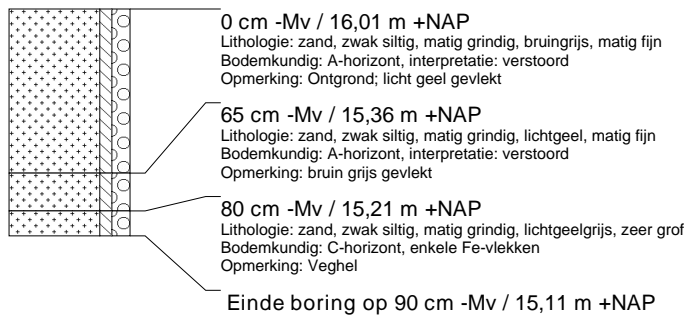 0 cm -Mv / 16,01 m +NAP
Lithologie: zand, zwak siltig, matig grindig, bruingrijs, matig fijn
Bodemkundig: A-horizont, interpretatie: verstoord
Opmerking: Ontgrond; licht geel gevlekt
65 cm -Mv / 15,36 m +NAP
Lithologie: zand, zwak siltig, matig grindig, lichtgeel, matig fijn
Bodemkundig: A-horizont, interpretatie: verstoord
Opmerking: bruin grijs gevlekt
80 cm -Mv / 15,21 m +NAP
Lithologie: zand, zwak siltig, matig grindig, lichtgeelgrijs, zeer grof
Bodemkundig: C-horizont, enkele Fe-vlekken
Opmerking: Veghel
Einde boring op 90 cm -Mv / 15,11 m +NAP